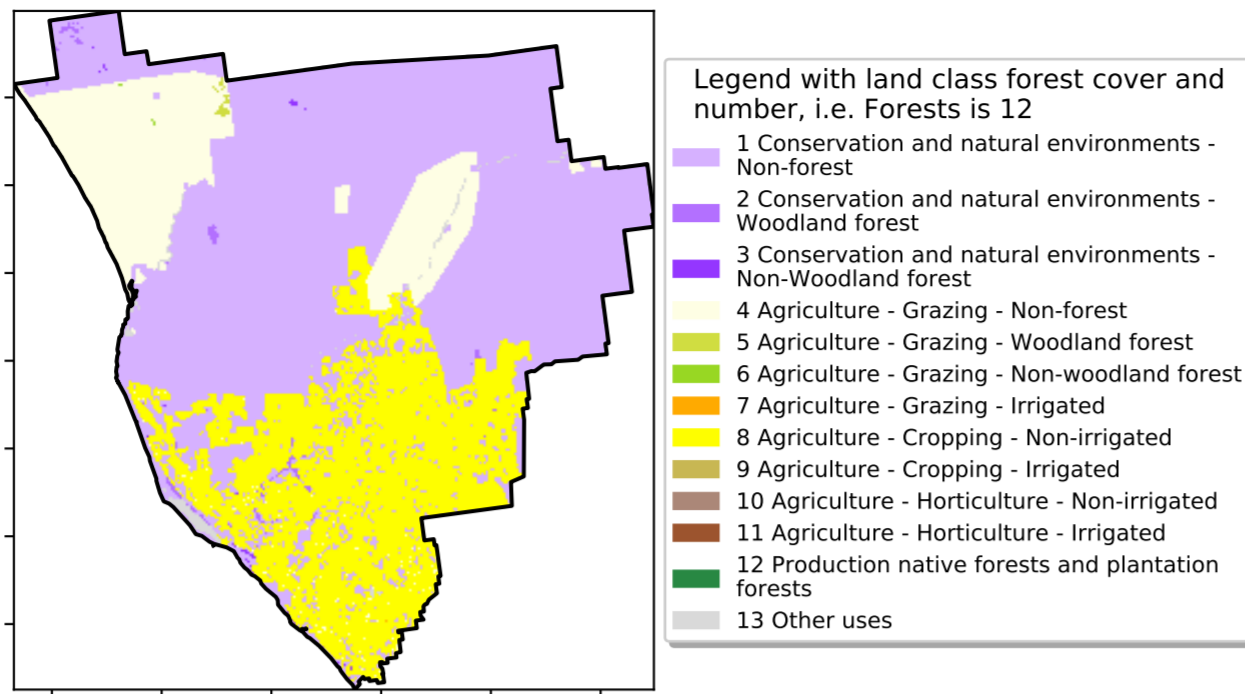 Legend with land class forest cover and
number, i.e. Forests is 12
1 Conservation and natural environments -
Non-forest
2 Conservation and natural environments -
Woodland forest
3 Conservation and natural environments -
Non-Woodland forest
4 Agriculture - Grazing - Non-forest
5 Agriculture - Grazing - Woodland forest
6 Agriculture - Grazing - Non-woodland forest
7 Agriculture - Grazing - Irrigated
8 Agriculture - Cropping - Non-irrigated
9 Agriculture - Cropping - Irrigated
10 Agriculture - Horticulture - Non-irrigated
11 Agriculture - Horticulture - Irrigated
12 Production native forests and plantation
forests
13 Other uses